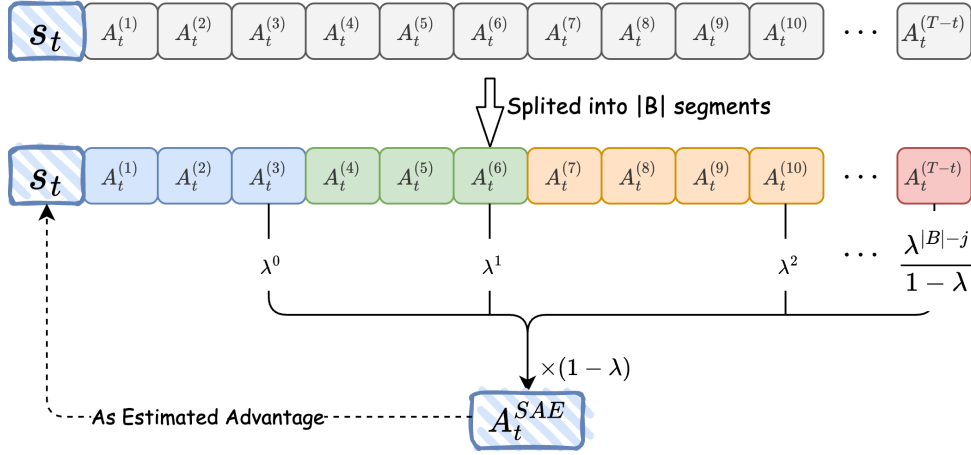 s_t A_t^{(1)} A_t^{(2)} A_t^{(3)} A_t^{(4)} A_t^{(5)} A_t^{(6)} A_t^{(7)} A_t^{(8)} A_t^{(9)} A_t^{(10)} ... A_t^{(T-t)}
Splited into |B| segments
s_t A_t^{(1)} A_t^{(2)} A_t^{(3)} A_t^{(4)} A_t^{(5)} A_t^{(6)} A_t^{(7)} A_t^{(8)} A_t^{(9)} A_t^{(10)} ... A_t^{(T-t)}
λ^0 λ^1 λ^2 ... \frac{λ^{|B|-j}}{1-λ}
×(1 − λ)
As Estimated Advantage A_t^{SAE}